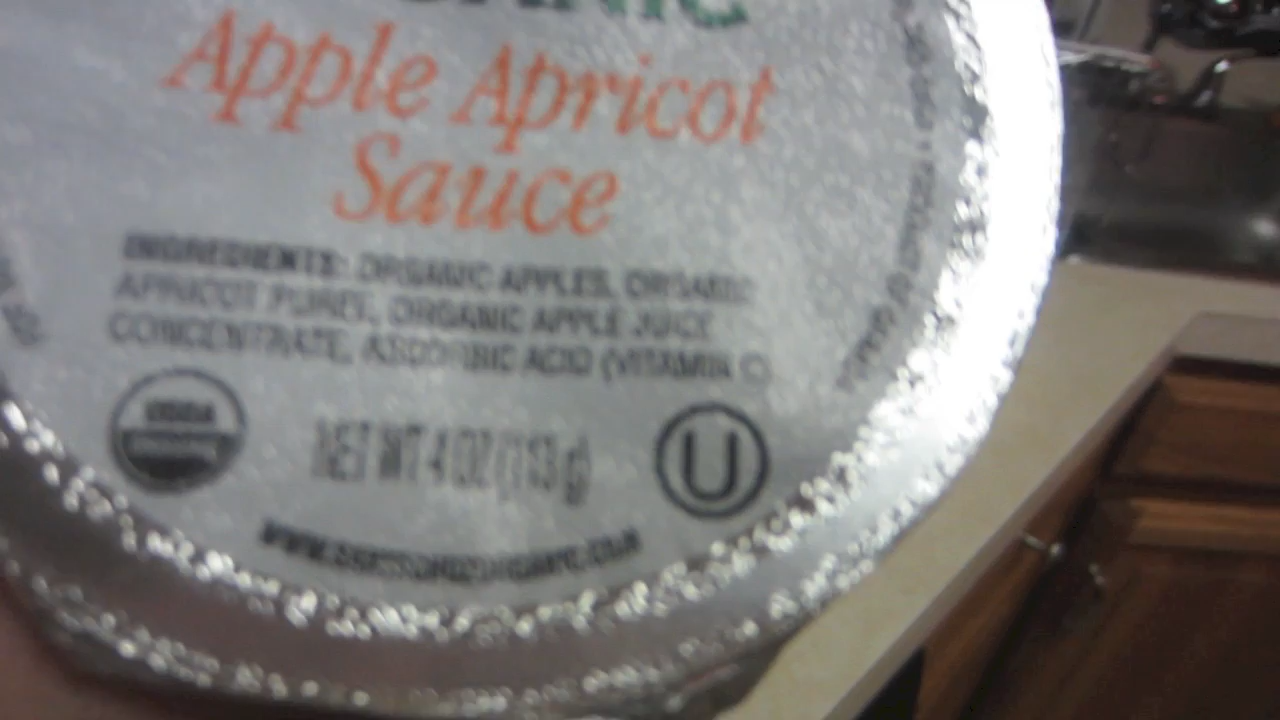 Apple Apricot
Sauce
INGREDIENTS: ORGANIC APPLES, ORGANIC
APRICOT PUREE, ORGANIC APPLE JUICE
CONCENTRATE, ASCORBIC ACID (VITAMIN C)
USDA
ORGANIC
NET WT 4 OZ (113 g)
U